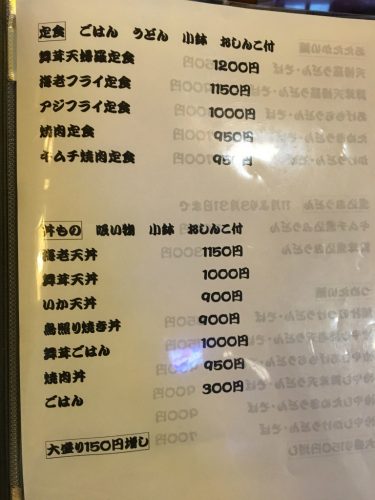 定食 ごはん うどん 小鉢 おしんこ付
舞茸天婦羅定食 1200円
海老フライ定食 1150円
アジフライ定食 1000円
焼肉定食 950円
キムチ焼肉定食 951円
丼もの 吸い物 小鉢 おしんこ付
海老天丼 1150円
舞茸天丼 1000円
いか天丼 900円
鳥照り焼き丼 900円
舞茸ごはん 1000円
焼肉丼 950円
ごはん 300円
大盛り150円増し